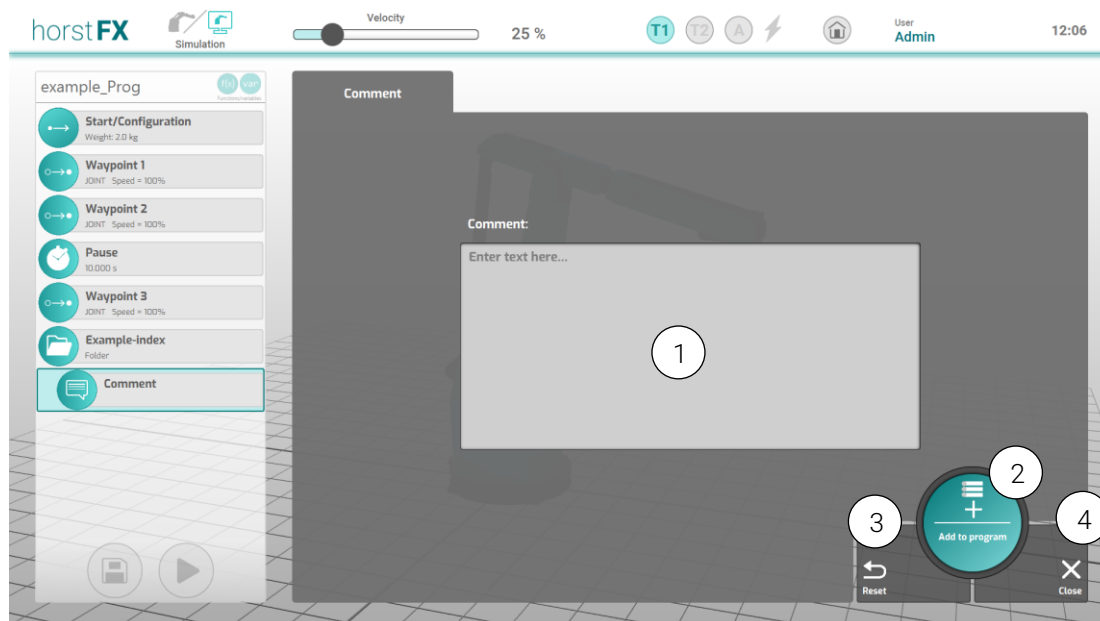 horstFX
Simulation
Velocity
25 %
T1
T2
A
User
Admin
12:06
example_Prog
f(x)
var
Functions/variables
Start/Configuration
Weight: 2.0 kg
Waypoint 1
JOINT Speed = 100%
Waypoint 2
JOINT Speed = 100%
Pause
10.000 s
Waypoint 3
JOINT Speed = 100%
Example-index
Folder
Comment
Comment
Comment:
Enter text here...
1
2
3
4
Add to program
Reset
Close